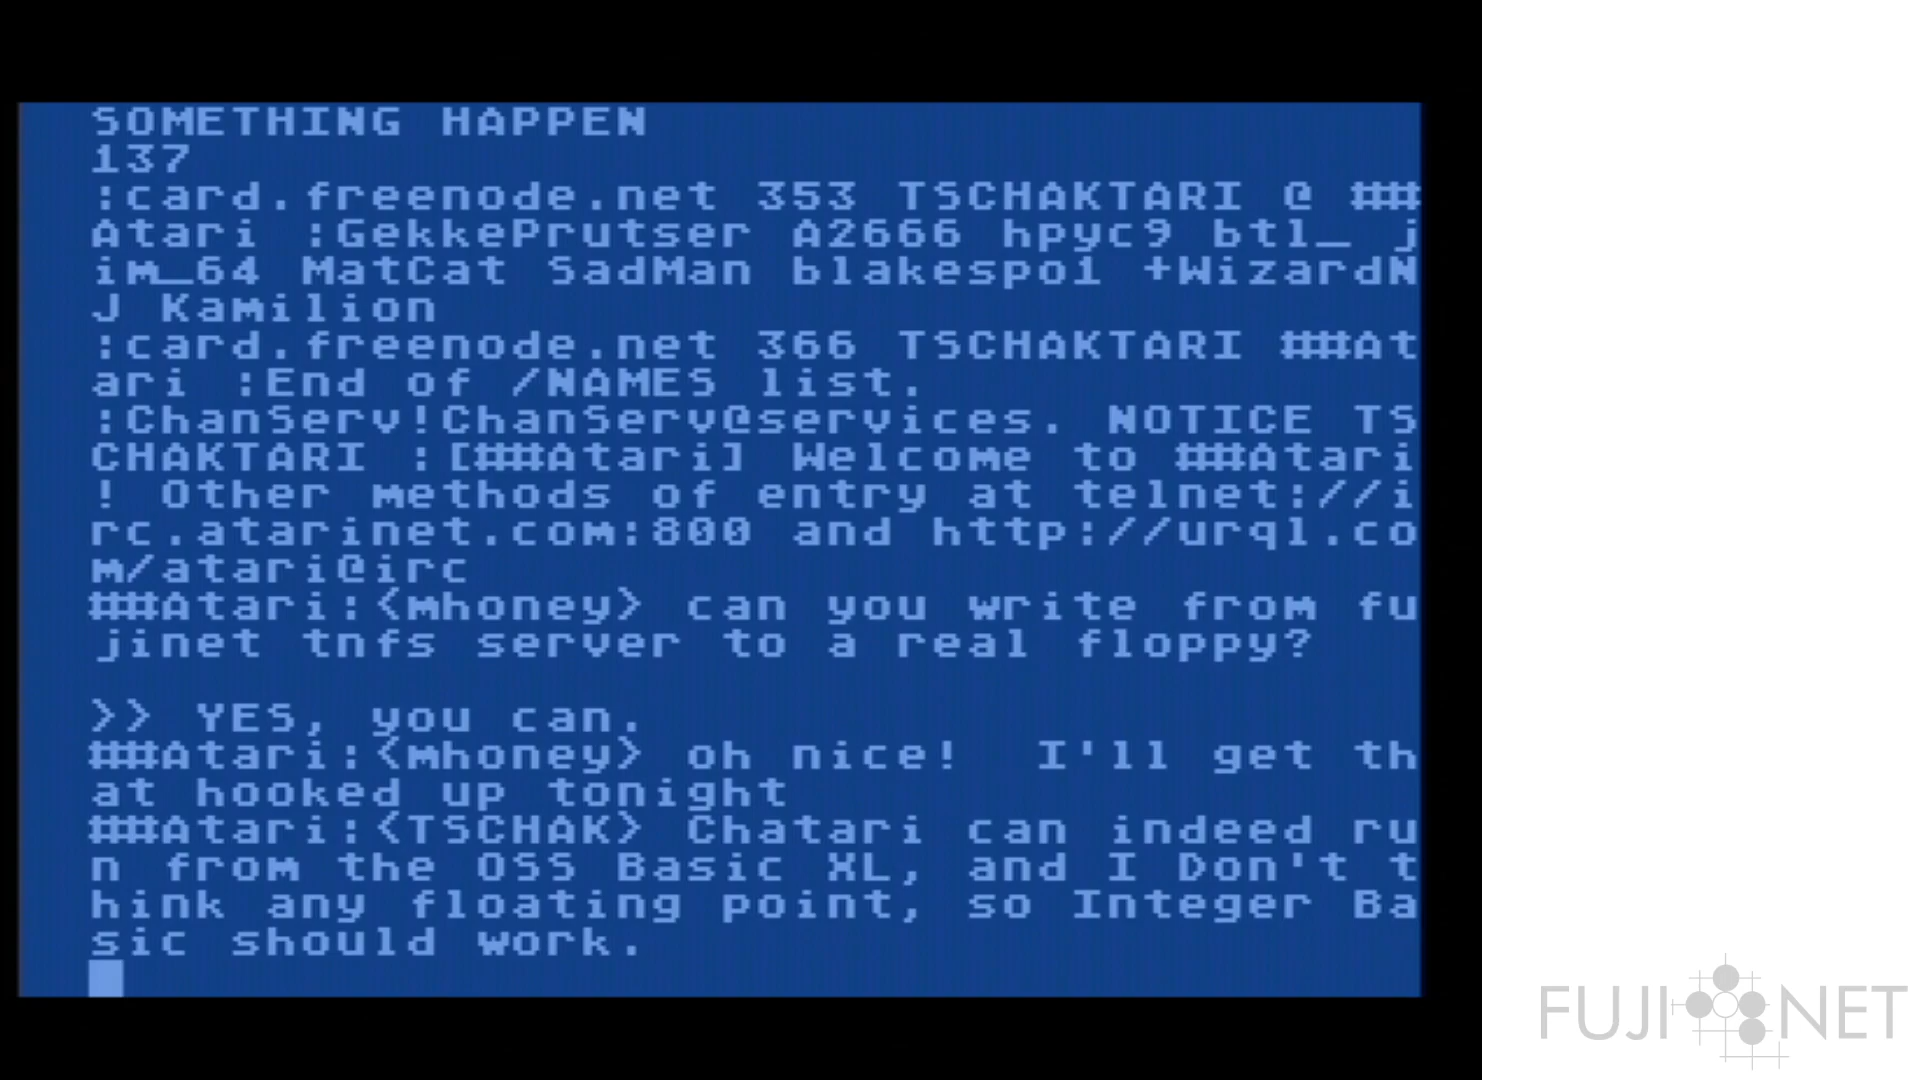 SOMETHING HAPPEN
137
:card.freenode.net 353 TSCHAKTARI @ ##
Atari :GekkePrutser A2666 hpyc9 btl_ j
im_64 MatCat SadMan blakespo1 +WizardN
J Kamilion
:card.freenode.net 366 TSCHAKTARI ##At
ari :End of /NAMES list.
:ChanServ!ChanServ@services. NOTICE TS
CHAKTARI :[##Atari] Welcome to ##Atari
! Other methods of entry at telnet://i
rc.atarinet.com:800 and http://urql.co
m/atari@irc
##Atari:<mhoney> can you write from fu
jinet tnfs server to a real floppy?
>> YES, you can.
##Atari:<mhoney> oh nice!  I'll get th
at hooked up tonight
##Atari:<TSCHAK> Chatari can indeed ru
n from the OSS Basic XL, and I Don't t
hink any floating point, so Integer Ba
sic should work.
FUJINET